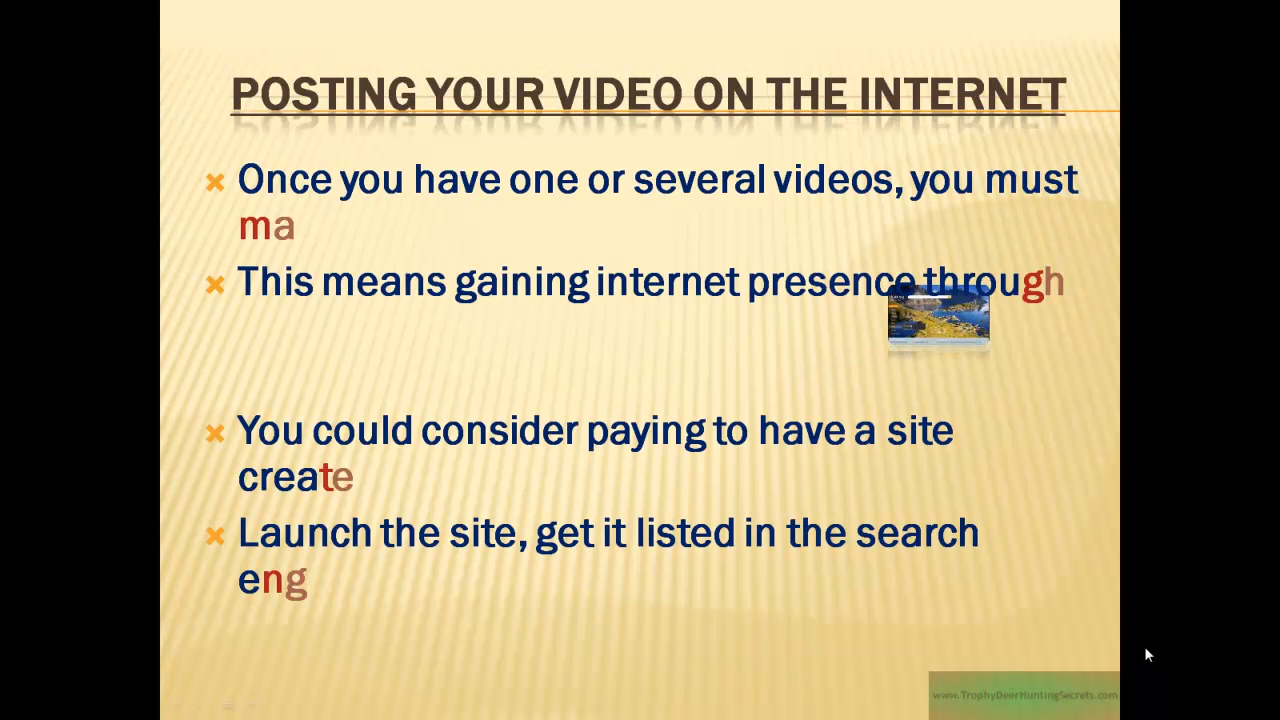 POSTING YOUR VIDEO ON THE INTERNET
Once you have one or several videos, you must
ma
This means gaining internet presence through
You could consider paying to have a site
create
Launch the site, get it listed in the search
eng
www.TrophyDeerHuntingSecrets.com